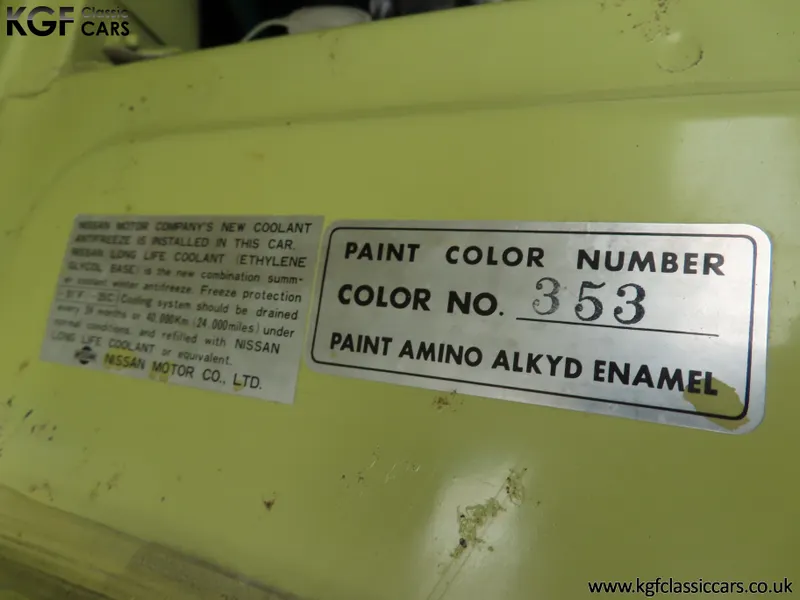 KGF Classic CARS
NISSAN MOTOR COMPANY'S NEW COOLANT
ANTIFREEZE IS INSTALLED IN THIS CAR.
NISSAN LONG LIFE COOLANT (ETHYLENE
GLYCOL BASE) is the new combination summ-
er coolant winter antifreeze. Freeze protection
Cooling system should be drained
every months or 40,000Km (24,000miles) under
normal conditions, and refilled with NISSAN
LONG LIFE COOLANT or equivalent.
NISSAN MOTOR CO., LTD.
PAINT COLOR NUMBER
COLOR NO. 353
PAINT AMINO ALKYD ENAMEL
www.kgfclassiccars.co.uk